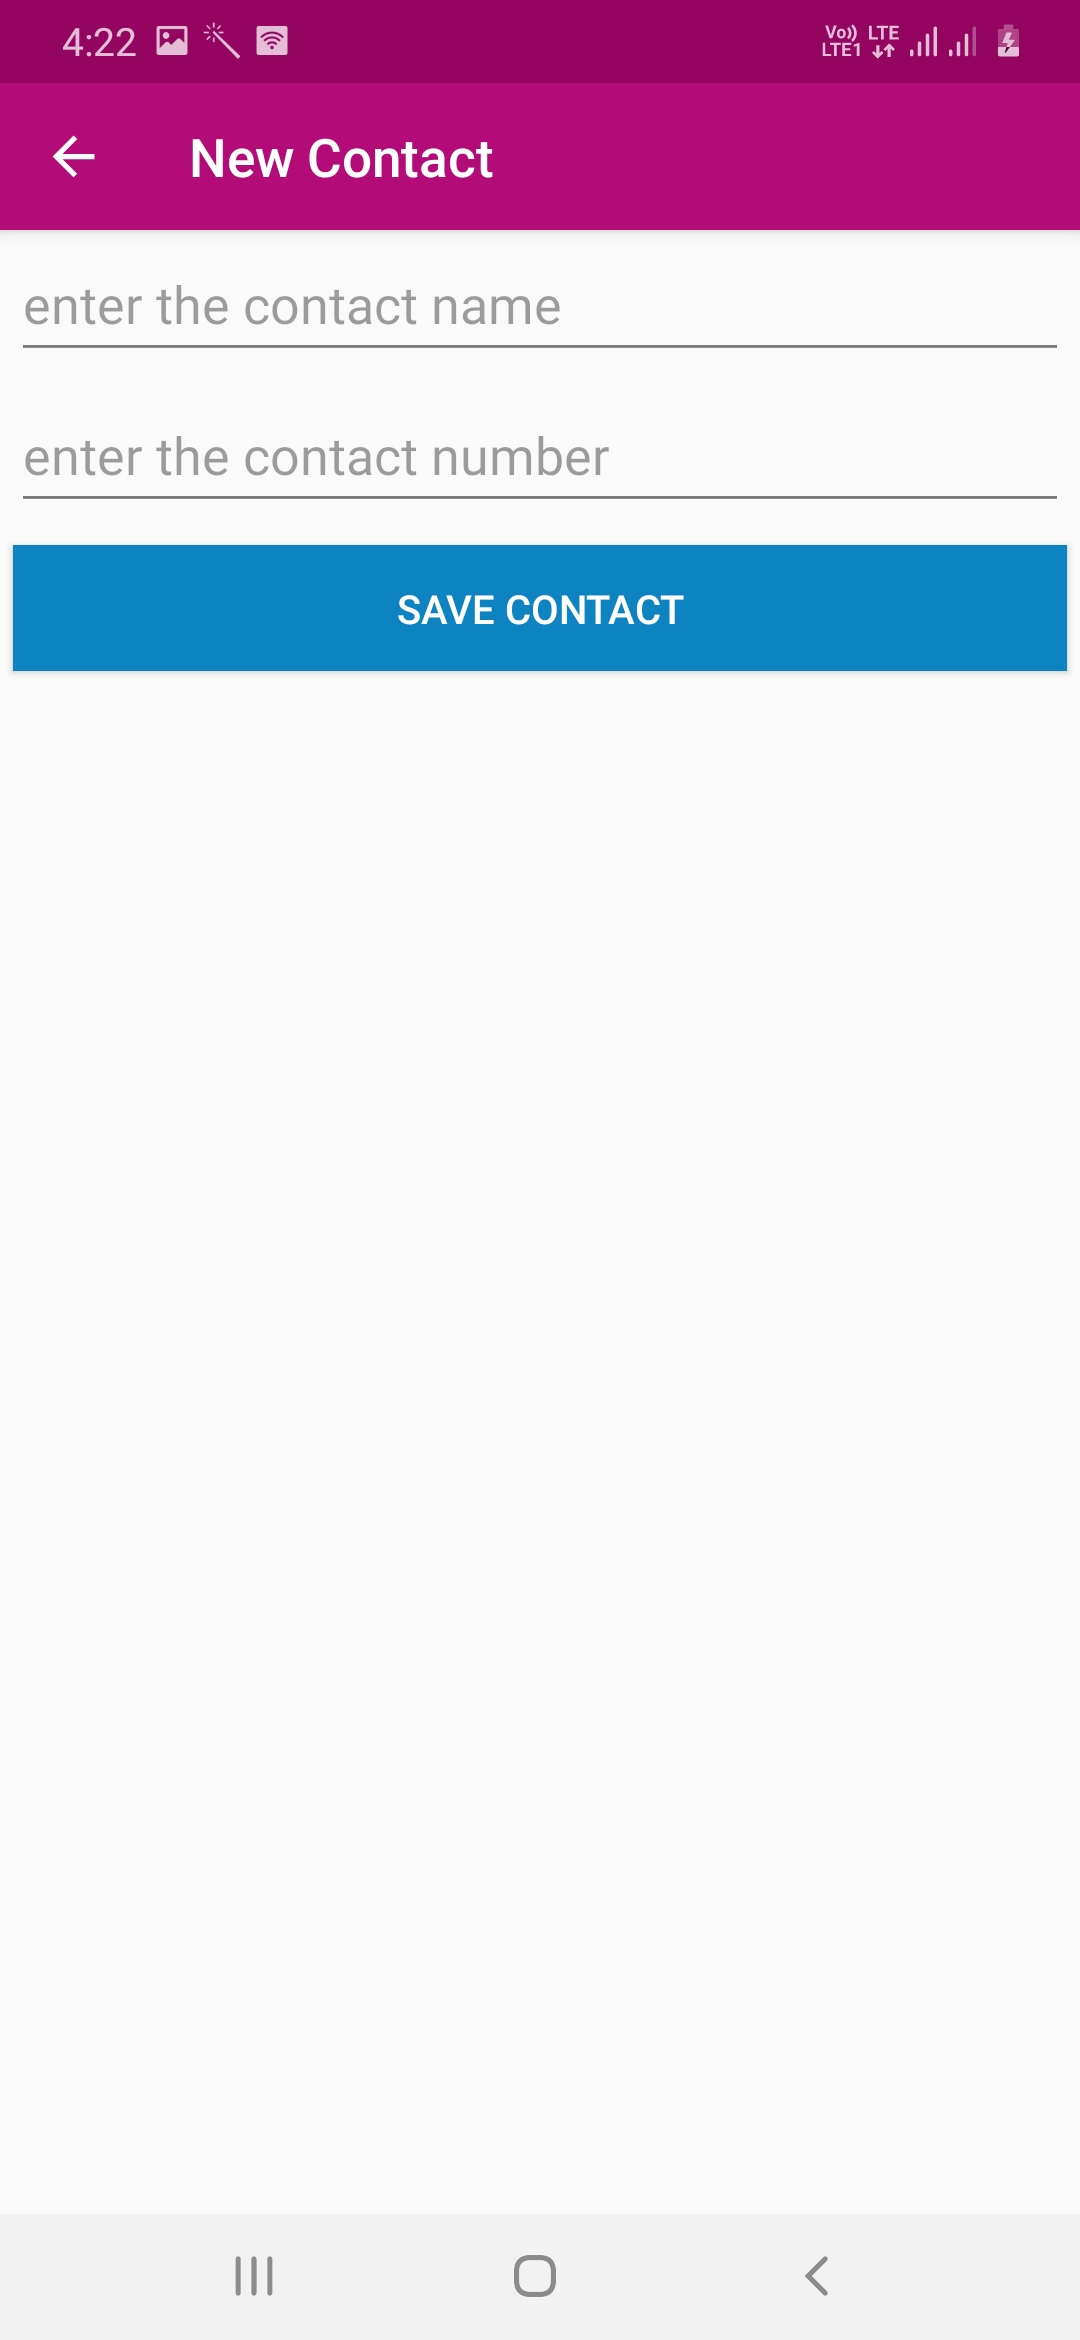 4:22 Vo)) LTE
LTE1
New Contact
enter the contact name
enter the contact number
SAVE CONTACT